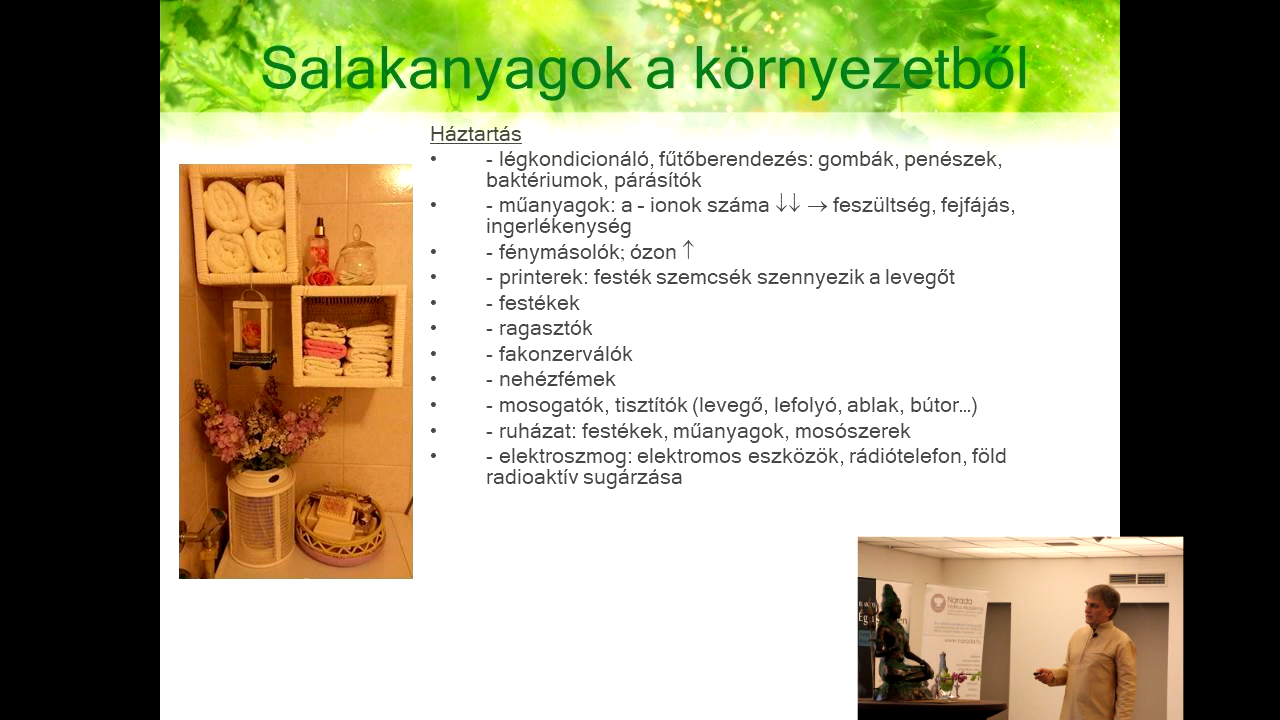 Salakanyagok a környezetből
Háztartás
• - légkondicionáló, fűtőberendezés: gombák, penészek,
baktériumok, párásítók
• - műanyagok: a - ionok száma ↓↓ → feszültség, fejfájás,
ingerlékenység
• - fénymásolók; ózon ↑
• - printerek: festék szemcsék szennyezik a levegőt
• - festékek
• - ragasztók
• - fakonzerválók
• - nehézfémek
• - mosogatók, tisztítók (levegő, lefolyó, ablak, bútor…)
• - ruházat: festékek, műanyagok, mosószerek
• - elektroszmog: elektromos eszközök, rádiótelefon, föld
radioaktív sugárzása
Narada